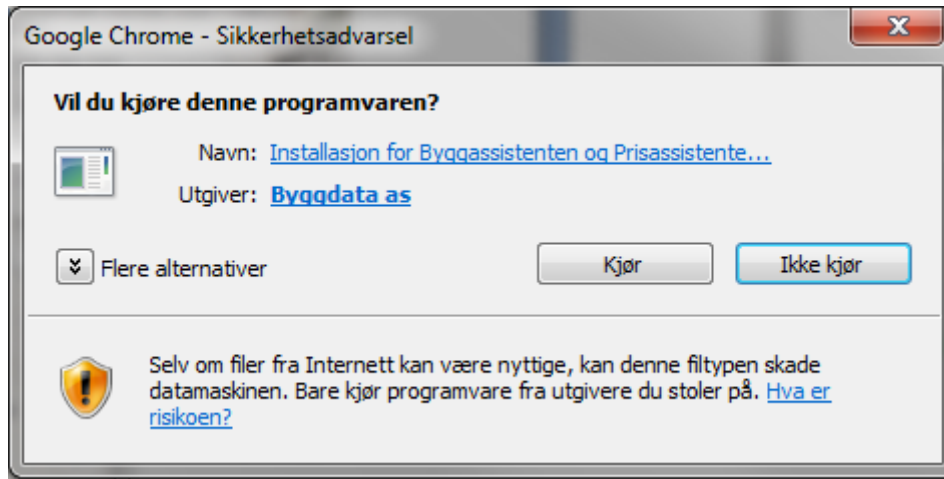 Google Chrome - Sikkerhetsadvarsel
Vil du kjøre denne programvaren?
Navn: Installasjon for Byggassistenten og Prisassistente...
Utgiver: Byggdata as
Flere alternativer
Kjør
Ikke kjør
Selv om filer fra Internett kan være nyttige, kan denne filtypen skade
datamaskinen. Bare kjør programvare fra utgivere du stoler på. Hva er
risikoen?